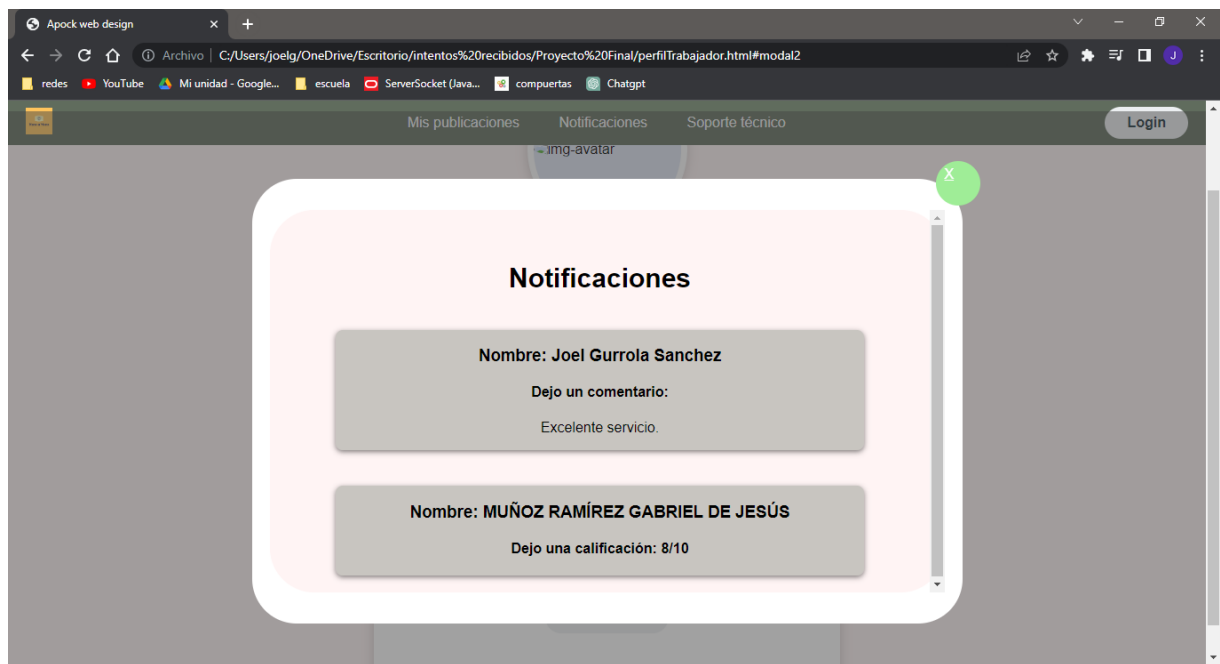 Apock web design
Archivo C:/Users/joelg/OneDrive/Escritorio/intentos%20recibidos/Proyecto%20Final/perfilTrabajador.html#modal2
J
redes YouTube Mi unidad - Google... escuela ServerSocket (Java... compuertas Chatgpt
Mis publicaciones Notificaciones Soporte técnico Login
img-avatar
X
Notificaciones
Nombre: Joel Gurrola Sanchez
Dejo un comentario:
Excelente servicio.
Nombre: MUÑOZ RAMÍREZ GABRIEL DE JESÚS
Dejo una calificación: 8/10